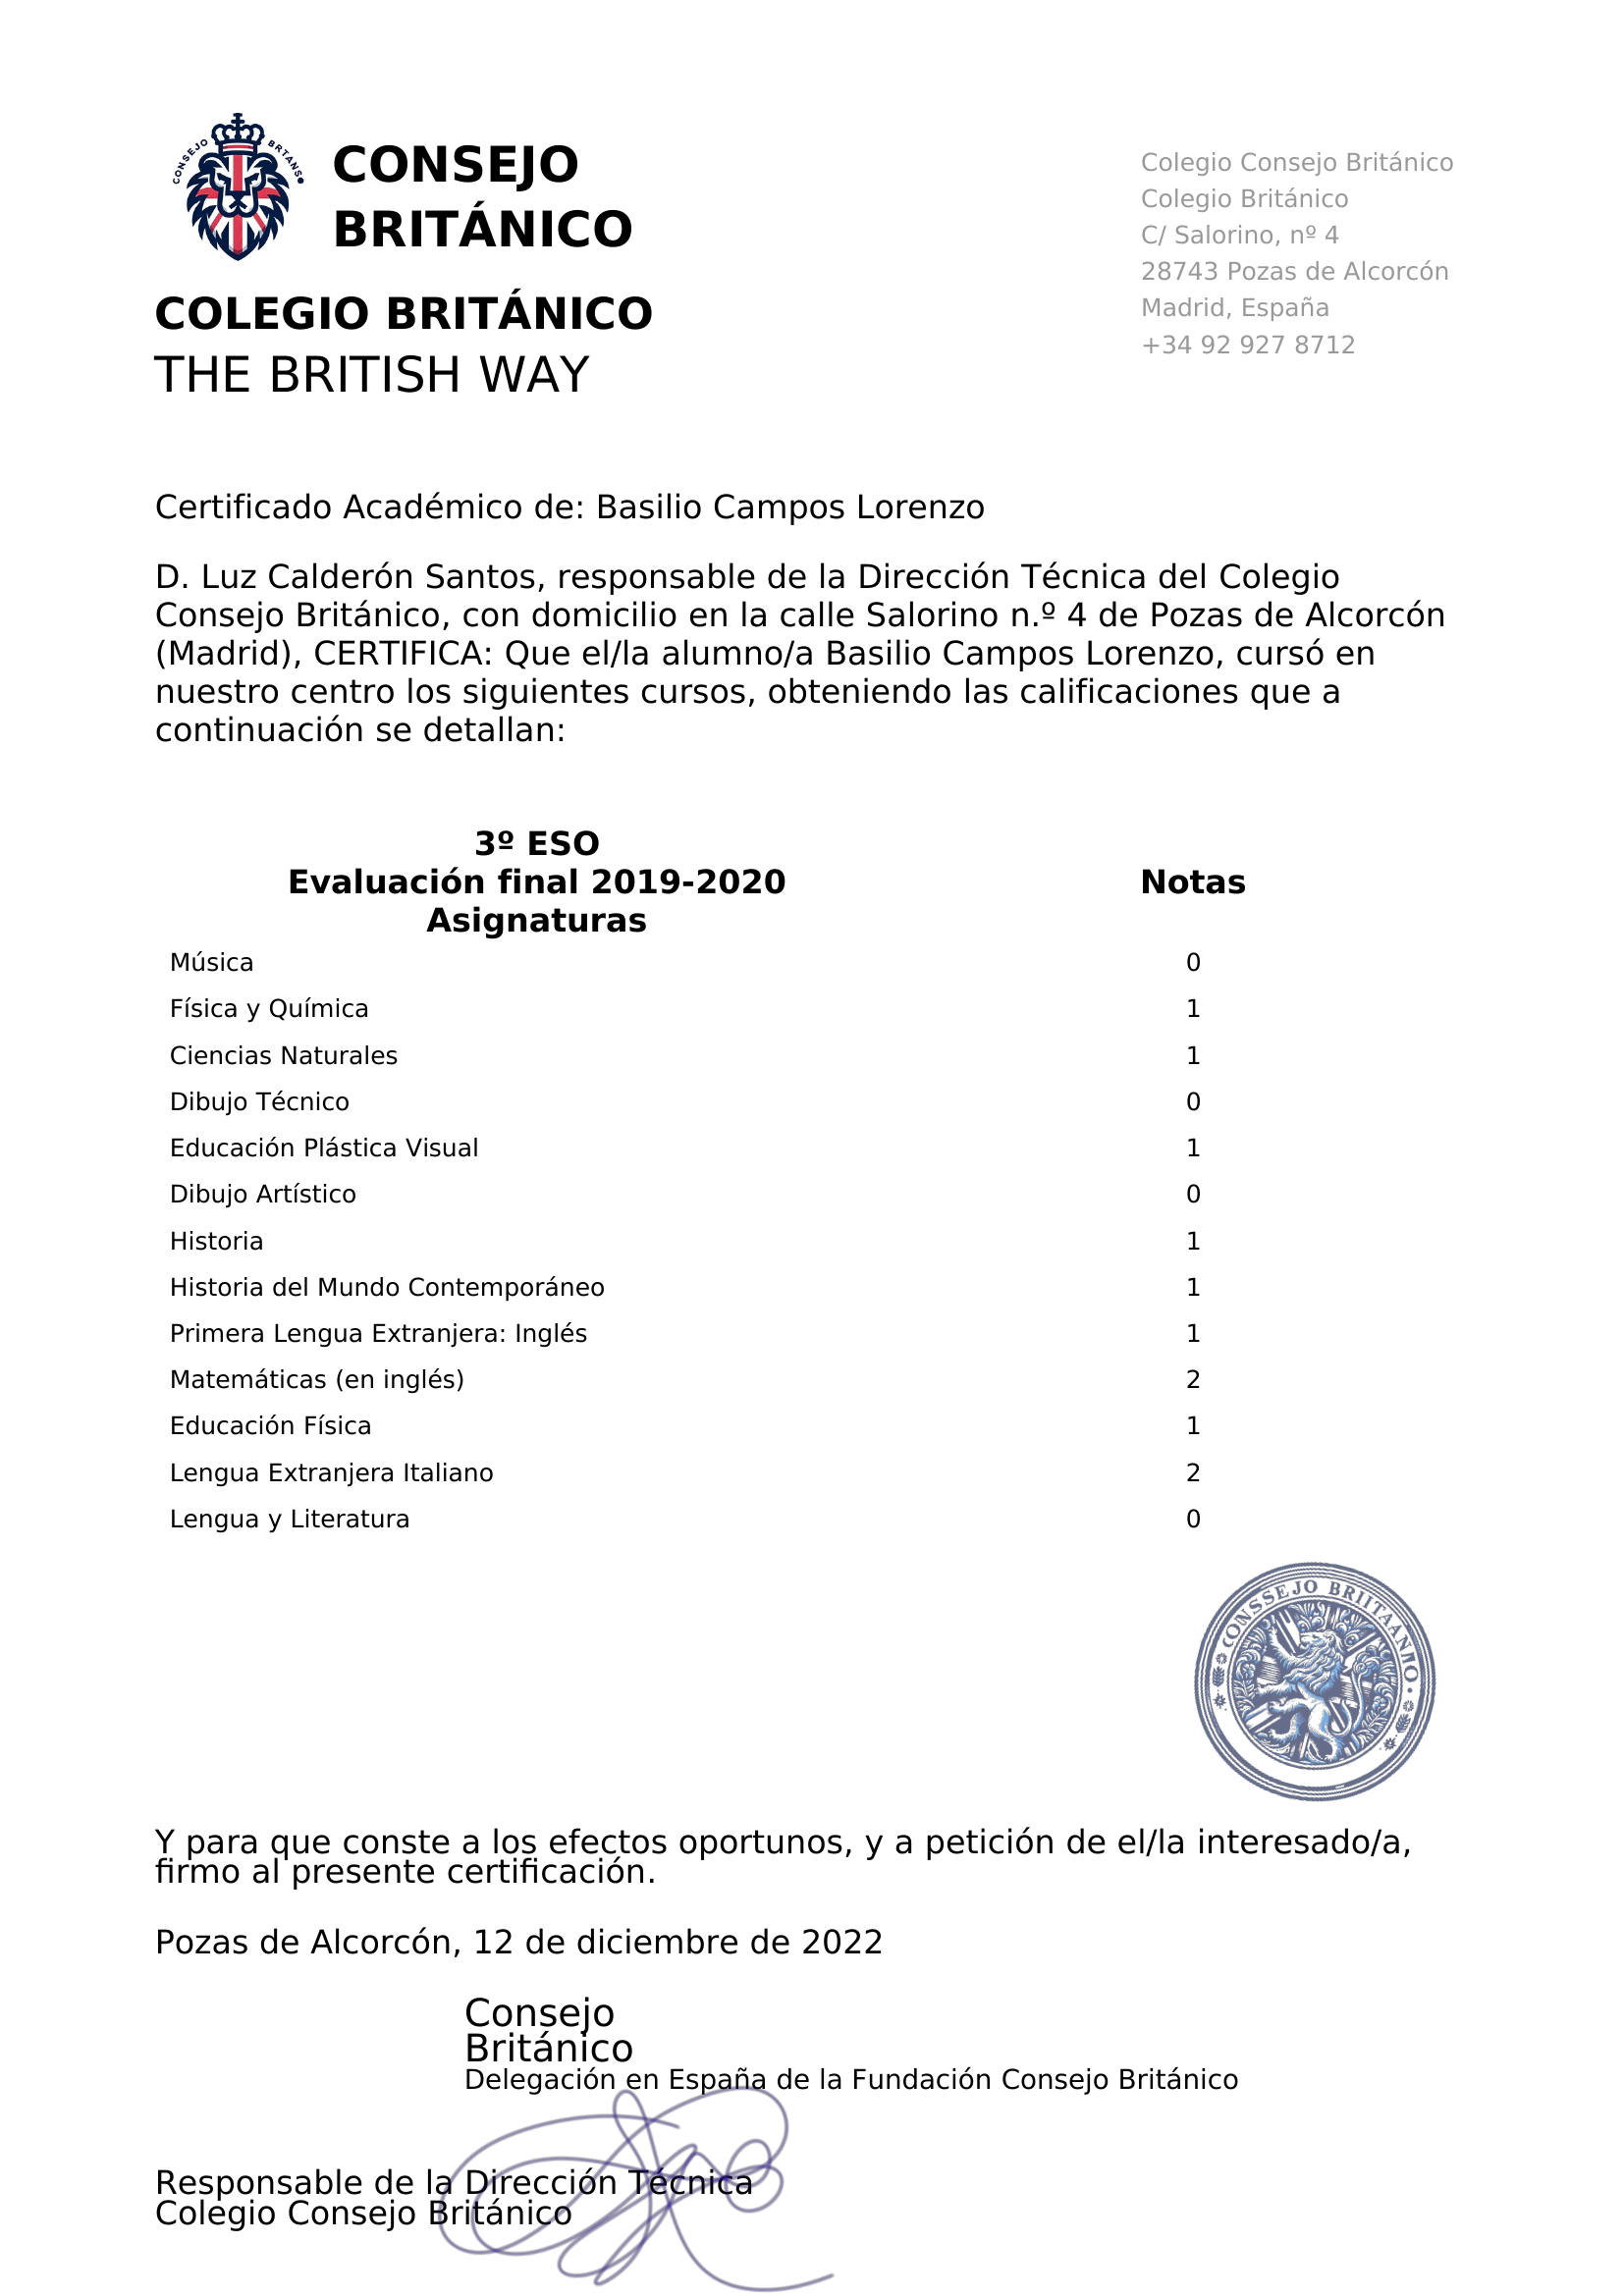 CONSEJO BRTANS
CONSEJO
BRITÁNICO
COLEGIO BRITÁNICO
THE BRITISH WAY
Colegio Consejo Británico
Colegio Británico
C/ Salorino, nº 4
28743 Pozas de Alcorcón
Madrid, España
+34 92 927 8712
Certificado Académico de: Basilio Campos Lorenzo
D. Luz Calderón Santos, responsable de la Dirección Técnica del Colegio
Consejo Británico, con domicilio en la calle Salorino n.º 4 de Pozas de Alcorcón
(Madrid), CERTIFICA: Que el/la alumno/a Basilio Campos Lorenzo, cursó en
nuestro centro los siguientes cursos, obteniendo las calificaciones que a
continuación se detallan:
3º ESO
Evaluación final 2019-2020 Notas
Asignaturas
Música 0
Física y Química 1
Ciencias Naturales 1
Dibujo Técnico 0
Educación Plástica Visual 1
Dibujo Artístico 0
Historia 1
Historia del Mundo Contemporáneo 1
Primera Lengua Extranjera: Inglés 1
Matemáticas (en inglés) 2
Educación Física 1
Lengua Extranjera Italiano 2
Lengua y Literatura 0
CONSSEJO BRIITAANNO
Y para que conste a los efectos oportunos, y a petición de el/la interesado/a,
firmo al presente certificación.
Pozas de Alcorcón, 12 de diciembre de 2022
Consejo
Británico
Delegación en España de la Fundación Consejo Británico
Responsable de la Dirección Técnica
Colegio Consejo Británico